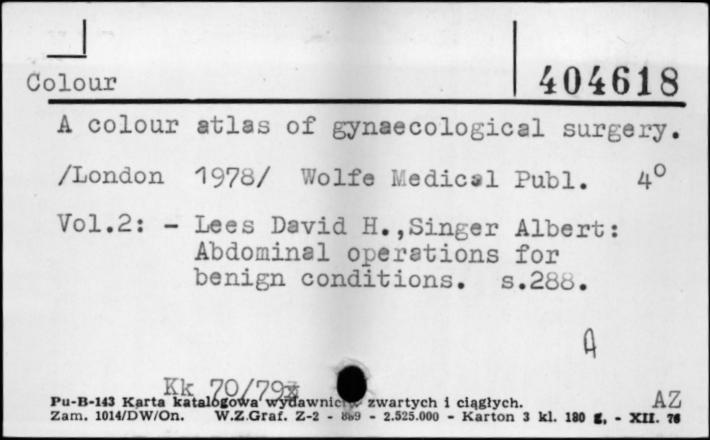 Colour
404618
A colour atlas of gynaecological surgery.
/London 1978/ Wolfe Medical Publ. 4°
Vol.2: - Lees David H.,Singer Albert:
Abdominal operations for
benign conditions. s.288.
A
Kk 70/79
AZ
Pu-B-143 Karta katalogowa wydawnictw zwartych i ciągłych.
Zam. 1014/DW/On. W.Z.Graf. Z-2 - 869 - 2.525.000 - Karton 3 kl. 180 g, - XII. 76